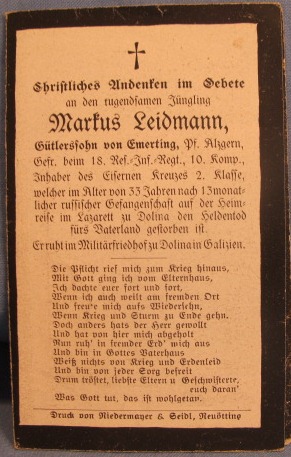 Christliches Andenken im Gebete
an den tugendsamen Jüngling
Markus Leidmann,
Gütlerssohn von Emerting, Pf. Alzgern,
Gefr. beim 18. Res.-Inf.-Regt., 10. Komp.,
Inhaber des Eisernen Kreuzes 2. Klasse,
welcher im Alter von 33 Jahren nach 13monat-
licher russischer Gefangenschaft auf der Heim-
reise im Lazarett zu Dolina den Heldentod
fürs Vaterland gestorben ist.
Er ruht im Militärfriedhof zu Dolina in Galizien.
Die Pflicht rief mich zum Krieg hinaus,
Mit Gott ging ich vom Elternhaus,
Ich dachte euer fort und fort,
Wenn ich auch weilt am fremden Ort
Und freu'e mich aufs Wiedersehn,
Wenn Krieg und Sturm zu Ende gehn.
Doch anders hats der Herr gewollt
Und hat von hier mich abgeholt
Nun ruh' in fremder Erd' mich aus
Und bin in Gottes Vaterhaus
Weiß nichts von Krieg und Erdenleid
Und bin von jeder Sorg befreit
Drum tröstet, liebste Eltern u Geschwisterte,
euch daran'
Was Gott tut, das ist wohlgetan.
Druck von Niedermayer & Seidl, Neuötting